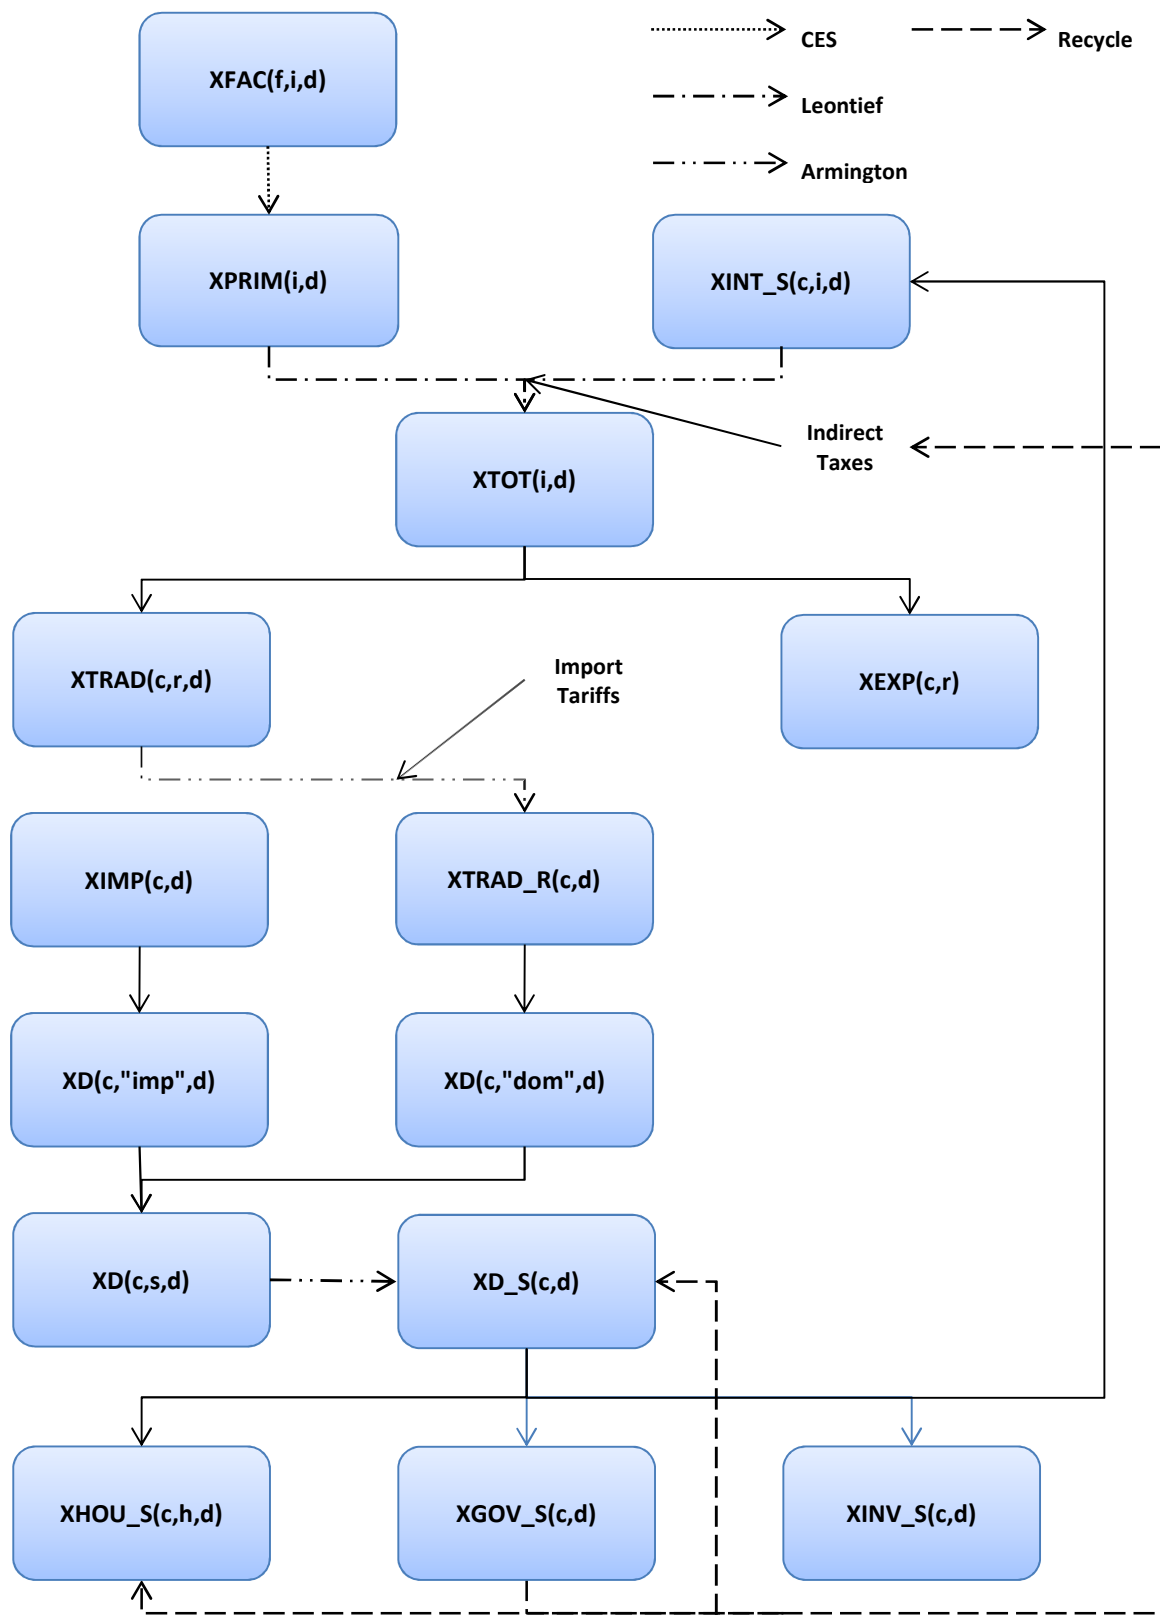 CES
Recycle
XFAC(f,i,d)
Leontief
Armington
XPRIM(i,d)
XINT_S(c,i,d)
Indirect
Taxes
XTOT(i,d)
Import
Tariffs
XTRAD(c,r,d)
XEXP(c,r)
XIMP(c,d)
XTRAD_R(c,d)
XD(c,"imp",d)
XD(c,"dom",d)
XD(c,s,d)
XD_S(c,d)
XHOU_S(c,h,d)
XGOV_S(c,d)
XINV_S(c,d)